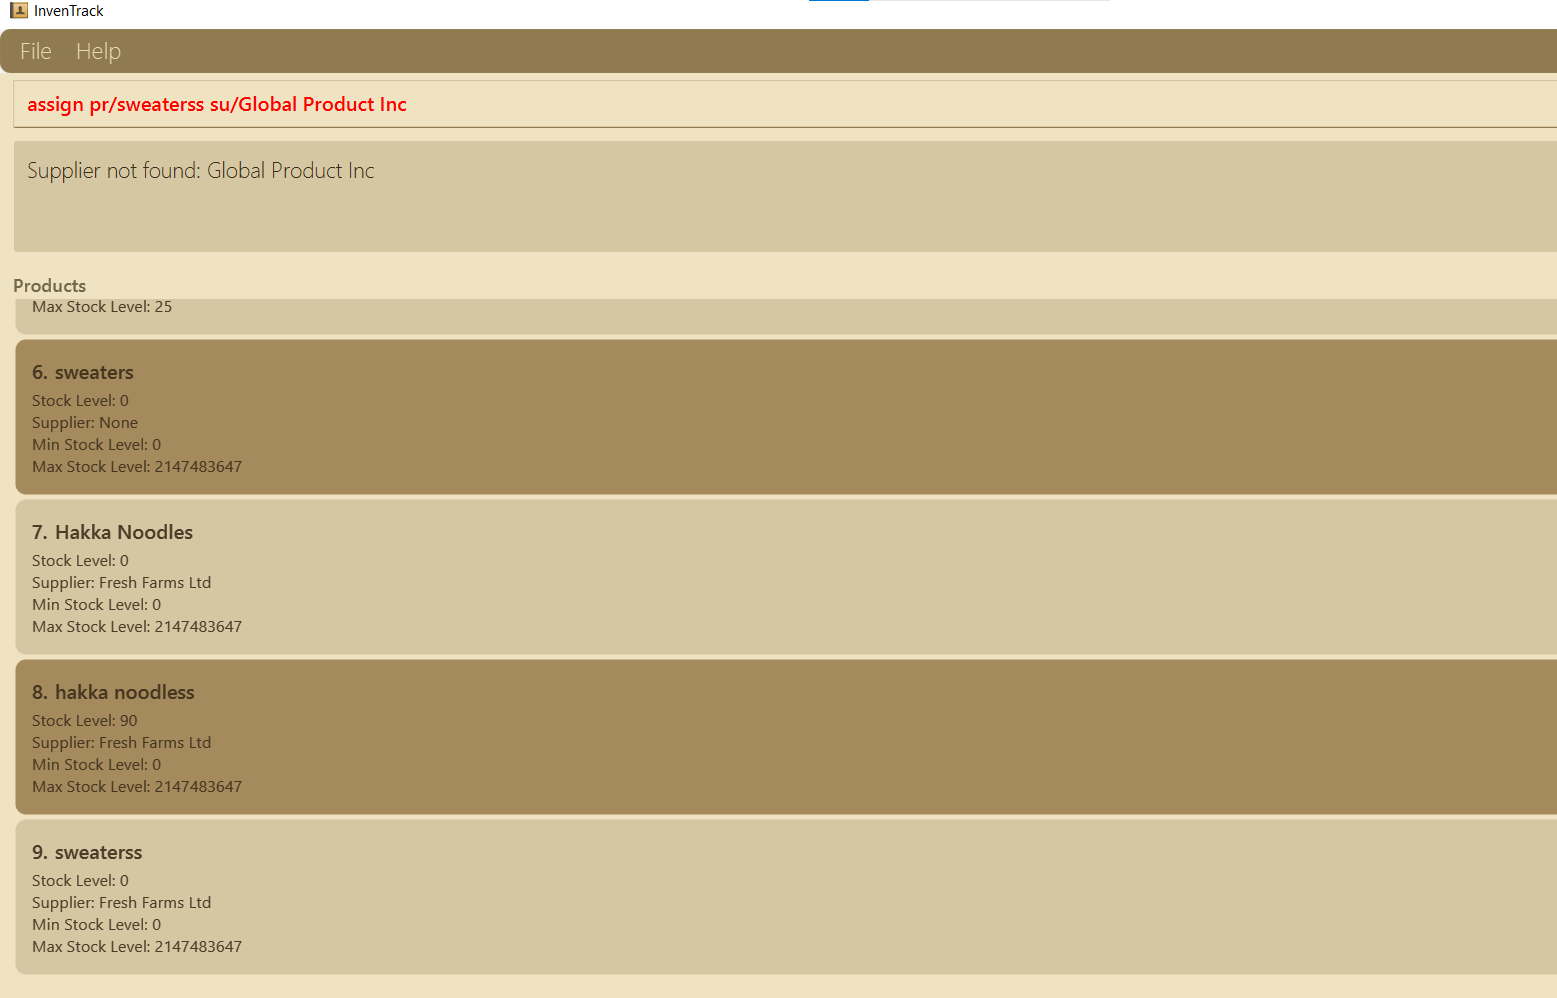 InvenTrack
File Help
assign pr/sweaterss su/Global Product Inc
Supplier not found: Global Product Inc
Products
Max Stock Level: 25
6. sweaters
Stock Level: 0
Supplier: None
Min Stock Level: 0
Max Stock Level: 2147483647
7. Hakka Noodles
Stock Level: 0
Supplier: Fresh Farms Ltd
Min Stock Level: 0
Max Stock Level: 2147483647
8. hakka noodless
Stock Level: 90
Supplier: Fresh Farms Ltd
Min Stock Level: 0
Max Stock Level: 2147483647
9. sweaterss
Stock Level: 0
Supplier: Fresh Farms Ltd
Min Stock Level: 0
Max Stock Level: 2147483647